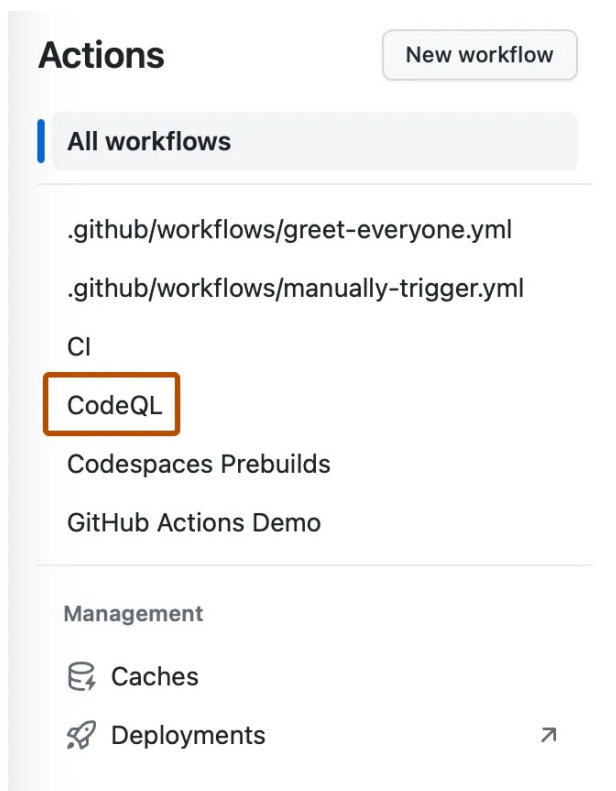 Actions
New workflow
All workflows
.github/workflows/greet-everyone.yml
.github/workflows/manually-trigger.yml
CI
CodeQL
Codespaces Prebuilds
GitHub Actions Demo
Management
Caches
Deployments